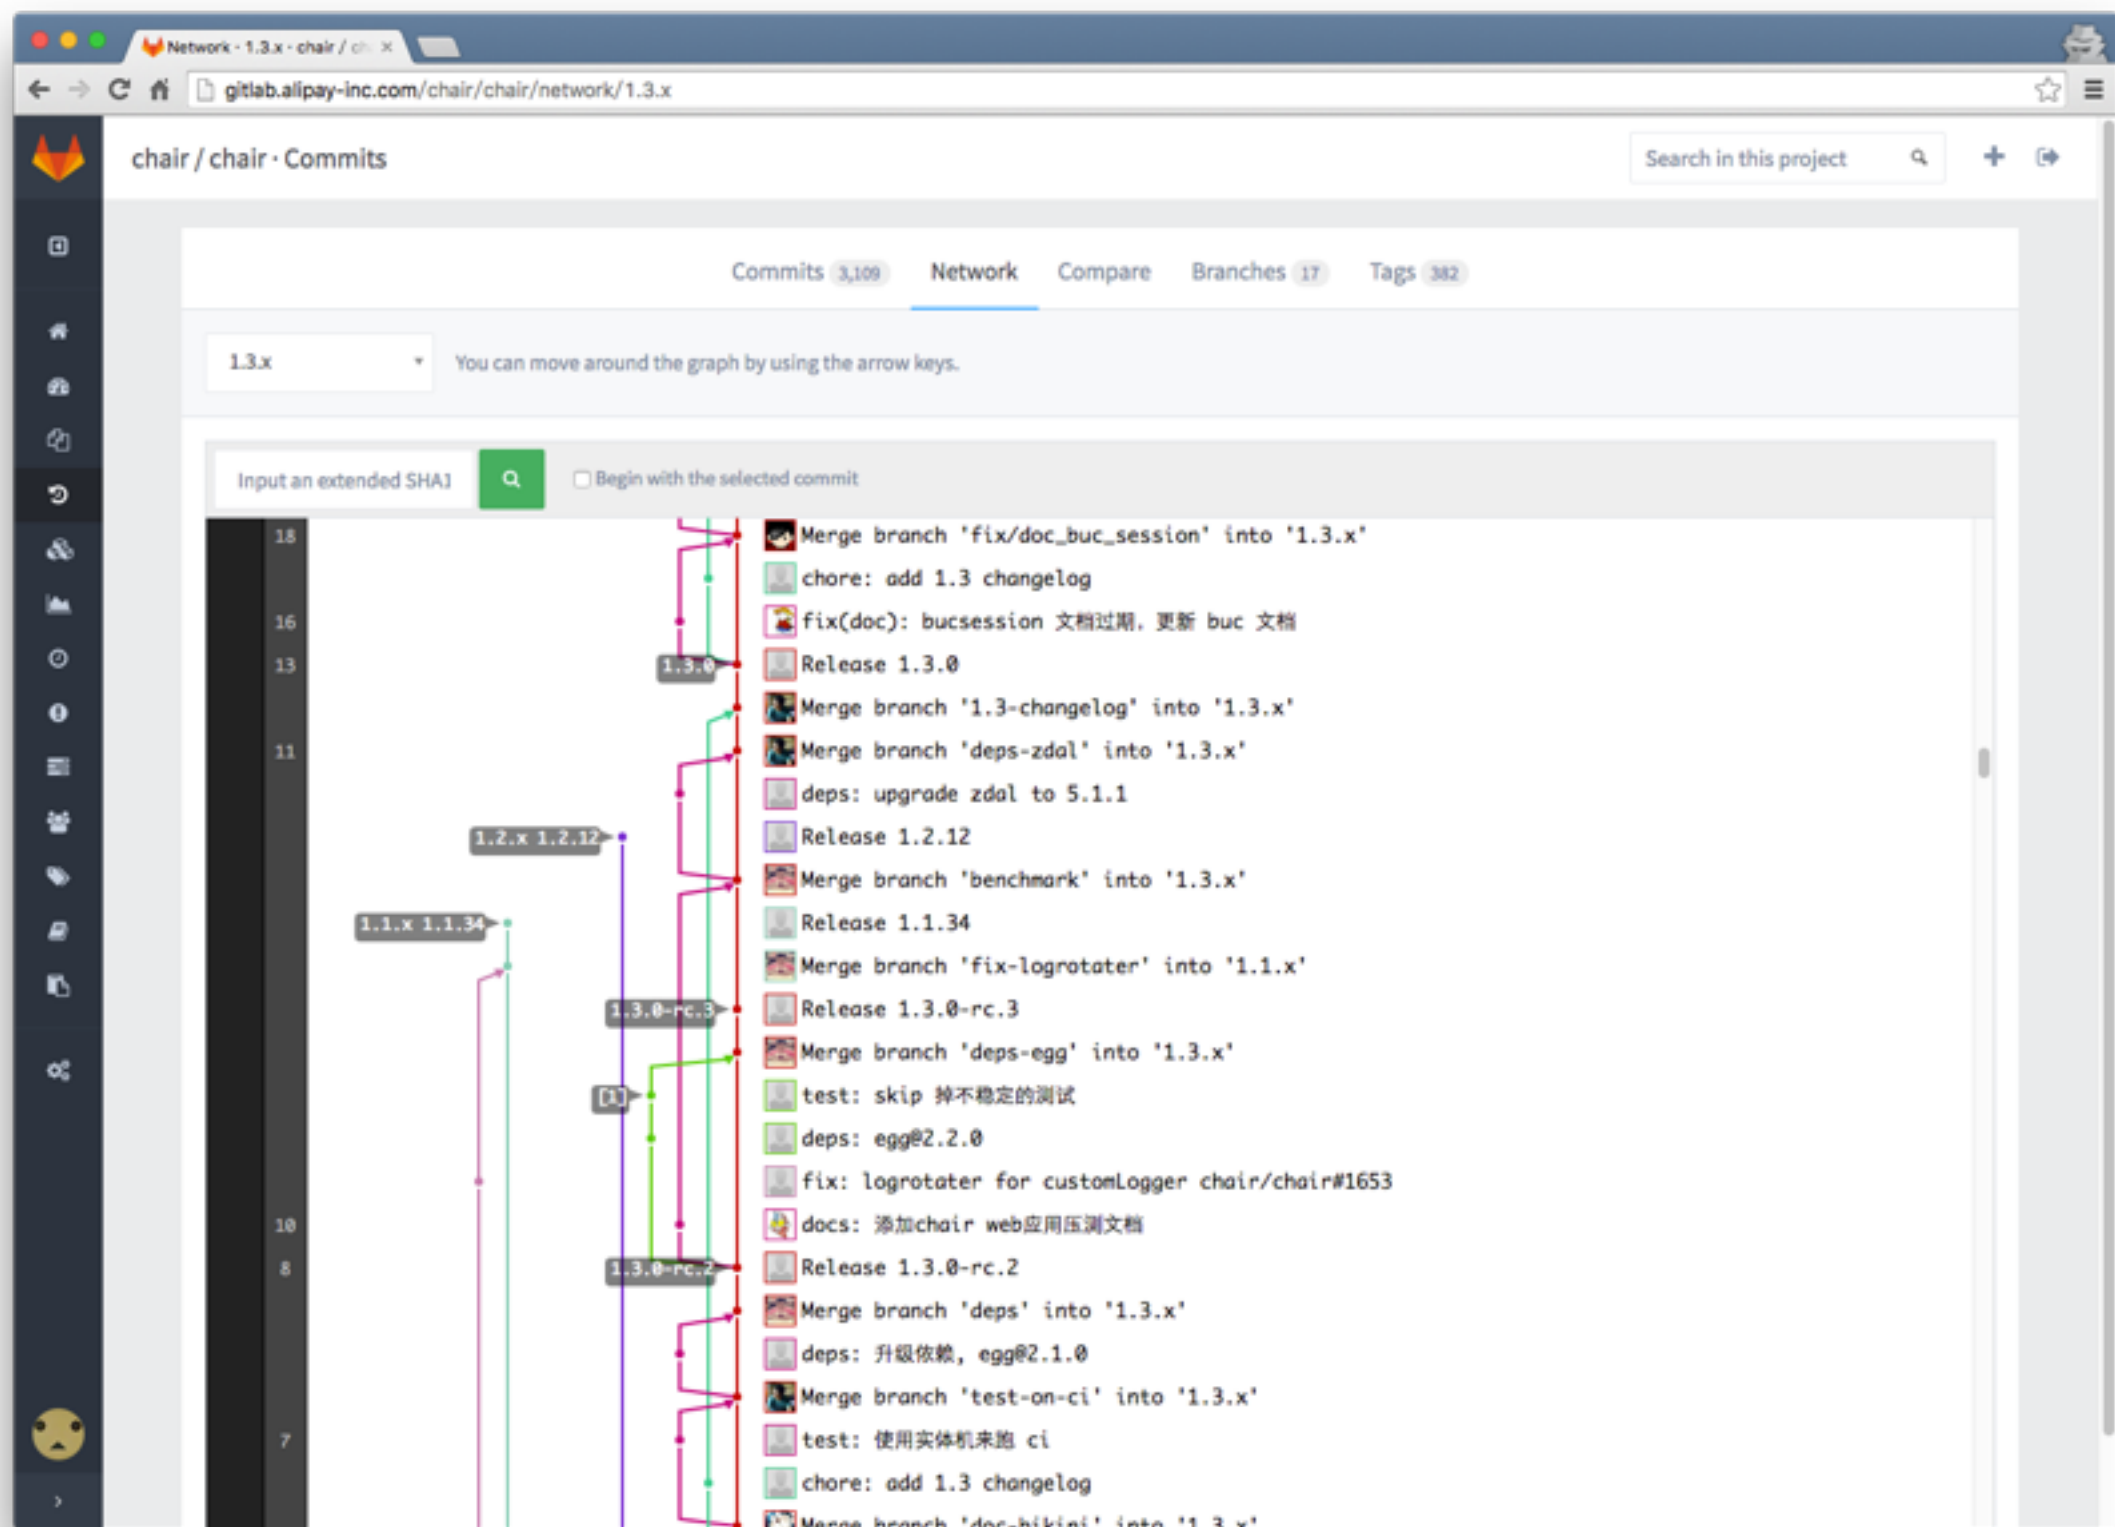 Network - 1.3.x - chair / ch
gitlab.alipay-inc.com/chair/chair/network/1.3.x
chair / chair · Commits
Search in this project
Commits 3,109 Network Compare Branches 17 Tags 382
1.3.x You can move around the graph by using the arrow keys.
Input an extended SHA1 Begin with the selected commit
18 Merge branch 'fix/doc_buc_session' into '1.3.x'
chore: add 1.3 changelog
16 fix(doc): bucsession 文档过期，更新 buc 文档
13 1.3.0 Release 1.3.0
Merge branch '1.3-changelog' into '1.3.x'
11 Merge branch 'deps-zdal' into '1.3.x'
deps: upgrade zdal to 5.1.1
1.2.x 1.2.12 Release 1.2.12
Merge branch 'benchmark' into '1.3.x'
1.1.x 1.1.34 Release 1.1.34
Merge branch 'fix-logrotater' into '1.1.x'
1.3.0-rc.3 Release 1.3.0-rc.3
Merge branch 'deps-egg' into '1.3.x'
[1] test: skip 掉不稳定的测试
deps: egg@2.2.0
fix: logrotater for customLogger chair/chair#1653
10 docs: 添加chair web应用压测文档
8 1.3.0-rc.2 Release 1.3.0-rc.2
Merge branch 'deps' into '1.3.x'
deps: 升级依赖, egg@2.1.0
Merge branch 'test-on-ci' into '1.3.x'
7 test: 使用实体机来跑 ci
chore: add 1.3 changelog
Merge branch 'doc-bikini' into '1.3.x'